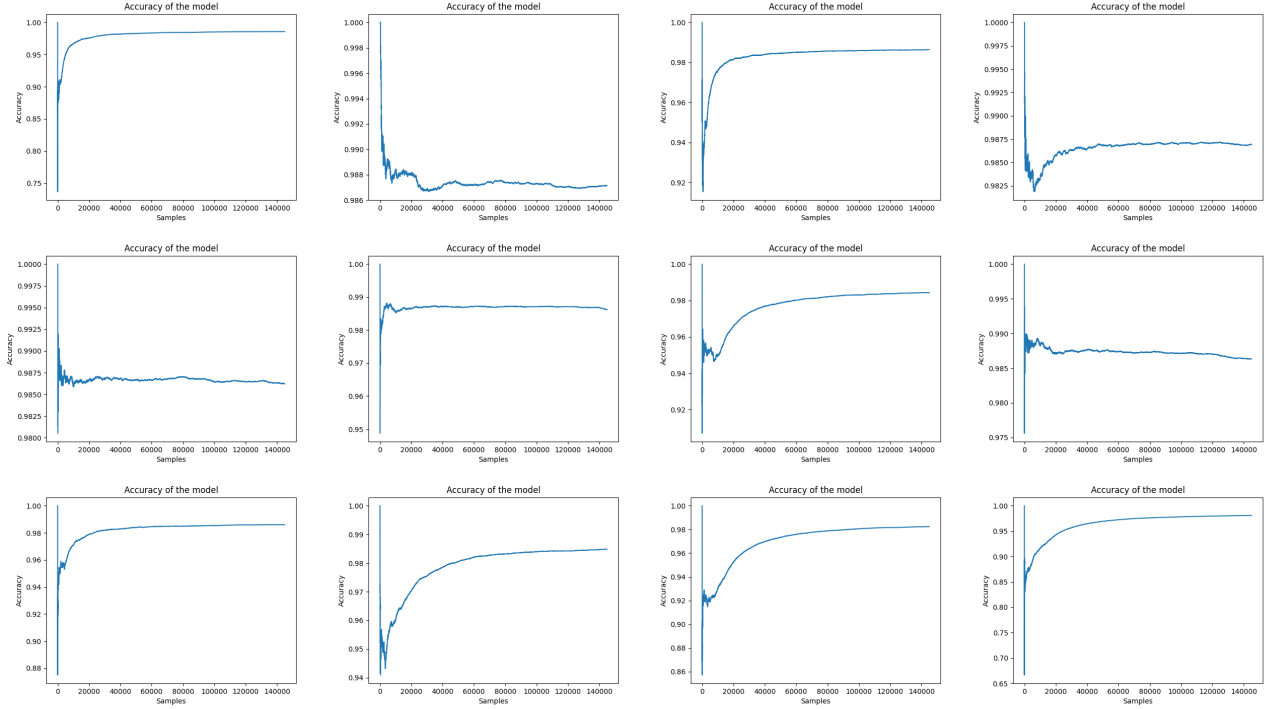 Accuracy of the model Accuracy of the model Accuracy of the model Accuracy of the model
1.00 1.000 1.00 1.0000
0.998 0.9975
0.95 0.98
0.996 0.9950
0.90 0.994 0.9925
Accuracy Accuracy 0.96 Accuracy Accuracy
0.85 0.992 0.9900
0.990 0.94 0.9875
0.80
0.988 0.9850
0.75 0.92 0.9825
0.986
0 20000 40000 60000 80000 100000 120000 140000 0 20000 40000 60000 80000 100000 120000 140000 0 20000 40000 60000 80000 100000 120000 140000 0 20000 40000 60000 80000 100000 120000 140000
Samples Samples Samples Samples
Accuracy of the model Accuracy of the model Accuracy of the model Accuracy of the model
1.0000 1.00 1.00 1.000
0.9975
0.99 0.98 0.995
0.9950
0.9925 0.98 0.990
0.96
Accuracy 0.9900 Accuracy Accuracy Accuracy
0.9875 0.97 0.985
0.94
0.9850 0.96 0.980
0.9825 0.92
0.9800 0.95 0.975
0 20000 40000 60000 80000 100000 120000 140000 0 20000 40000 60000 80000 100000 120000 140000 0 20000 40000 60000 80000 100000 120000 140000 0 20000 40000 60000 80000 100000 120000 140000
Samples Samples Samples Samples
Accuracy of the model Accuracy of the model Accuracy of the model Accuracy of the model
1.00 1.00 1.00 1.00
0.98 0.99 0.98 0.95
0.96 0.98 0.96 0.90
0.94 0.97 0.94 0.85
Accuracy Accuracy Accuracy Accuracy
0.92 0.96 0.92 0.80
0.90 0.95 0.90 0.75
0.88 0.94 0.88 0.70
0.86 0.65
0 20000 40000 60000 80000 100000 120000 140000 0 20000 40000 60000 80000 100000 120000 140000 0 20000 40000 60000 80000 100000 120000 140000 0 20000 40000 60000 80000 100000 120000 140000
Samples Samples Samples Samples